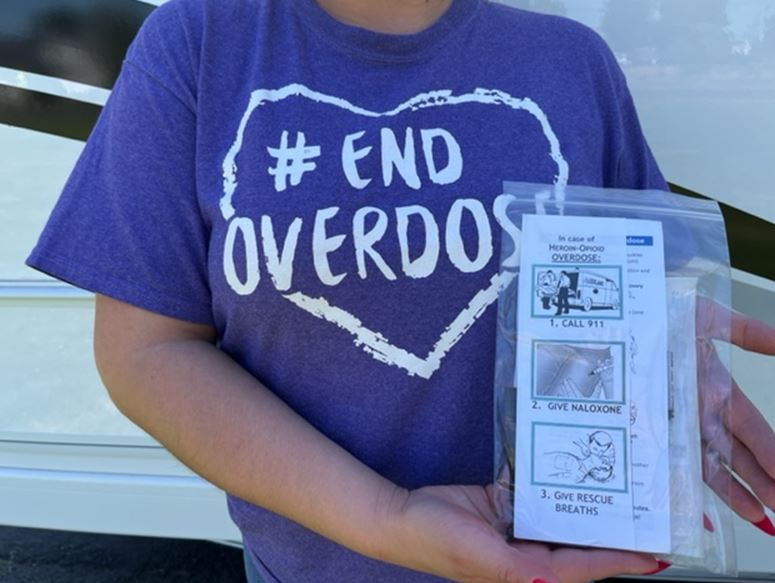 # END
OVERDOS
In case of
HEROIN-OPIOID
OVERDOSE:
1. CALL 911
2. GIVE NALOXONE
3. GIVE RESCUE
BREATHS